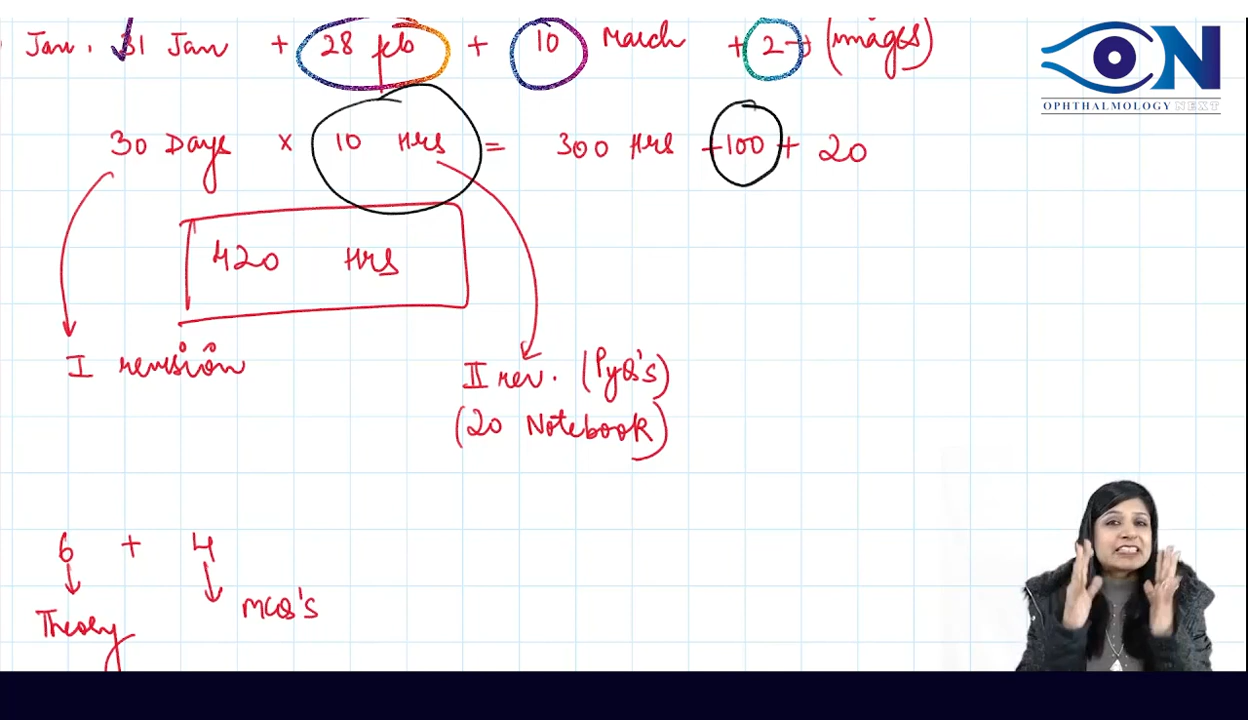 Jan. 31 Jan + 28 feb + 10 March + 2 → (images)
ON
OPHTHALMOLOGY NEXT
30 Days x 10 Hrs = 300 Hrs +100 + 20
420 Hrs
I revision
II rev. (PyQ's)
(20 Notebook)
6 + 4
Theory
MCQ'S